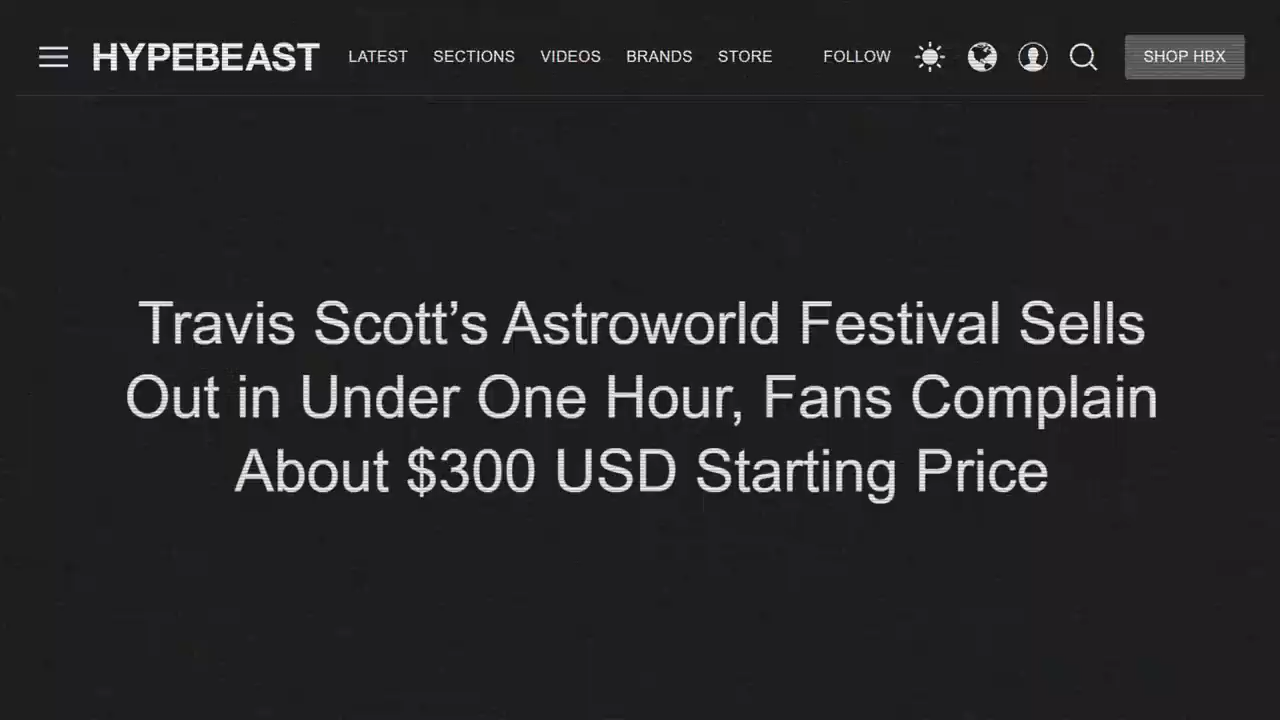 HYPEBEAST LATEST SECTIONS VIDEOS BRANDS STORE FOLLOW SHOP HBX
Travis Scott’s Astroworld Festival Sells
Out in Under One Hour, Fans Complain
About $300 USD Starting Price